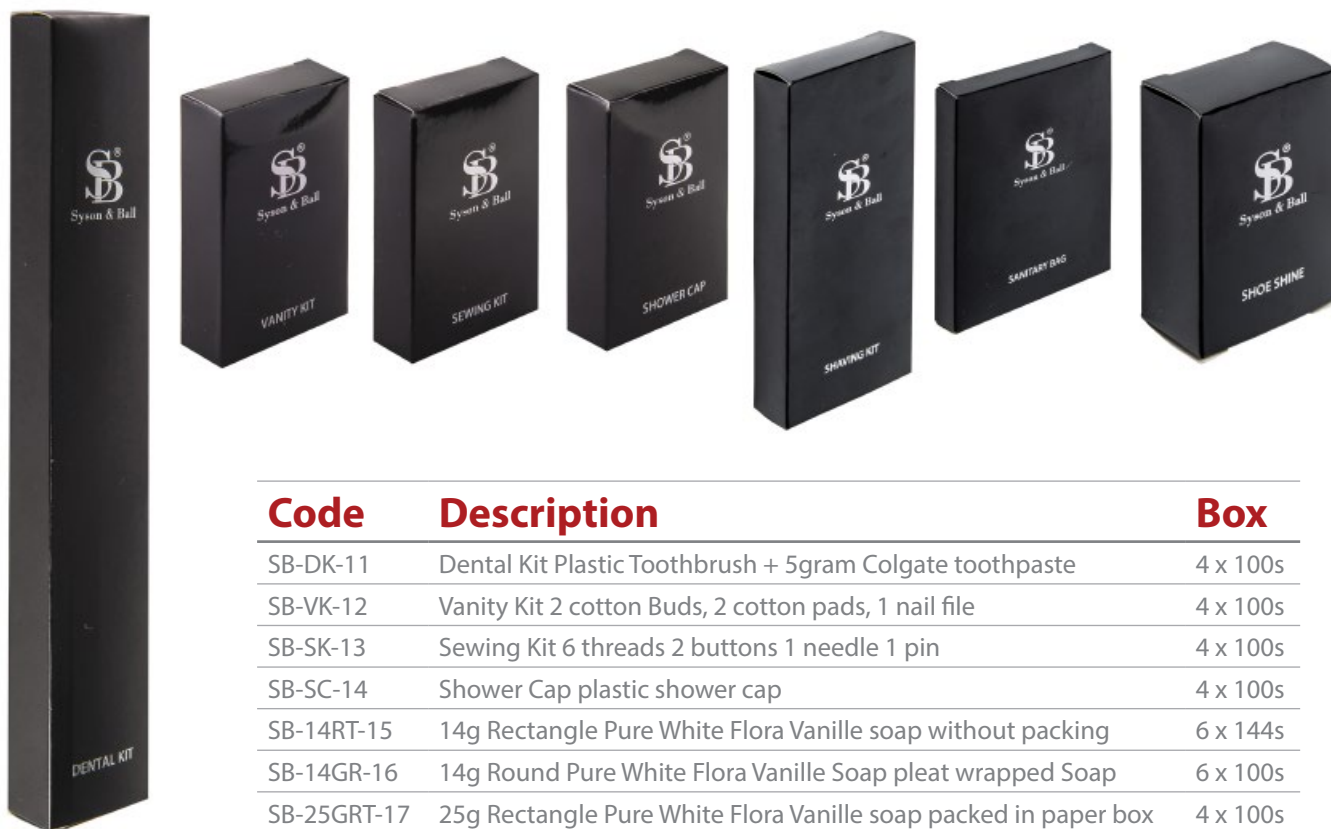 SB®
Syson & Ball
DENTAL KIT
SB®
Syson & Ball
VANITY KIT
SB®
Syson & Ball
SEWING KIT
SB®
Syson & Ball
SHOWER CAP
SB®
Syson & Ball
SHAVING KIT
SB®
Syson & Ball
SANITARY BAG
SB®
Syson & Ball
SHOE SHINE
Code Description Box
SB-DK-11 Dental Kit Plastic Toothbrush + 5gram Colgate toothpaste 4 x 100s
SB-VK-12 Vanity Kit 2 cotton Buds, 2 cotton pads, 1 nail file 4 x 100s
SB-SK-13 Sewing Kit 6 threads 2 buttons 1 needle 1 pin 4 x 100s
SB-SC-14 Shower Cap plastic shower cap 4 x 100s
SB-14RT-15 14g Rectangle Pure White Flora Vanille soap without packing 6 x 144s
SB-14GR-16 14g Round Pure White Flora Vanille Soap pleat wrapped Soap 6 x 100s
SB-25GRT-17 25g Rectangle Pure White Flora Vanille soap packed in paper box 4 x 100s